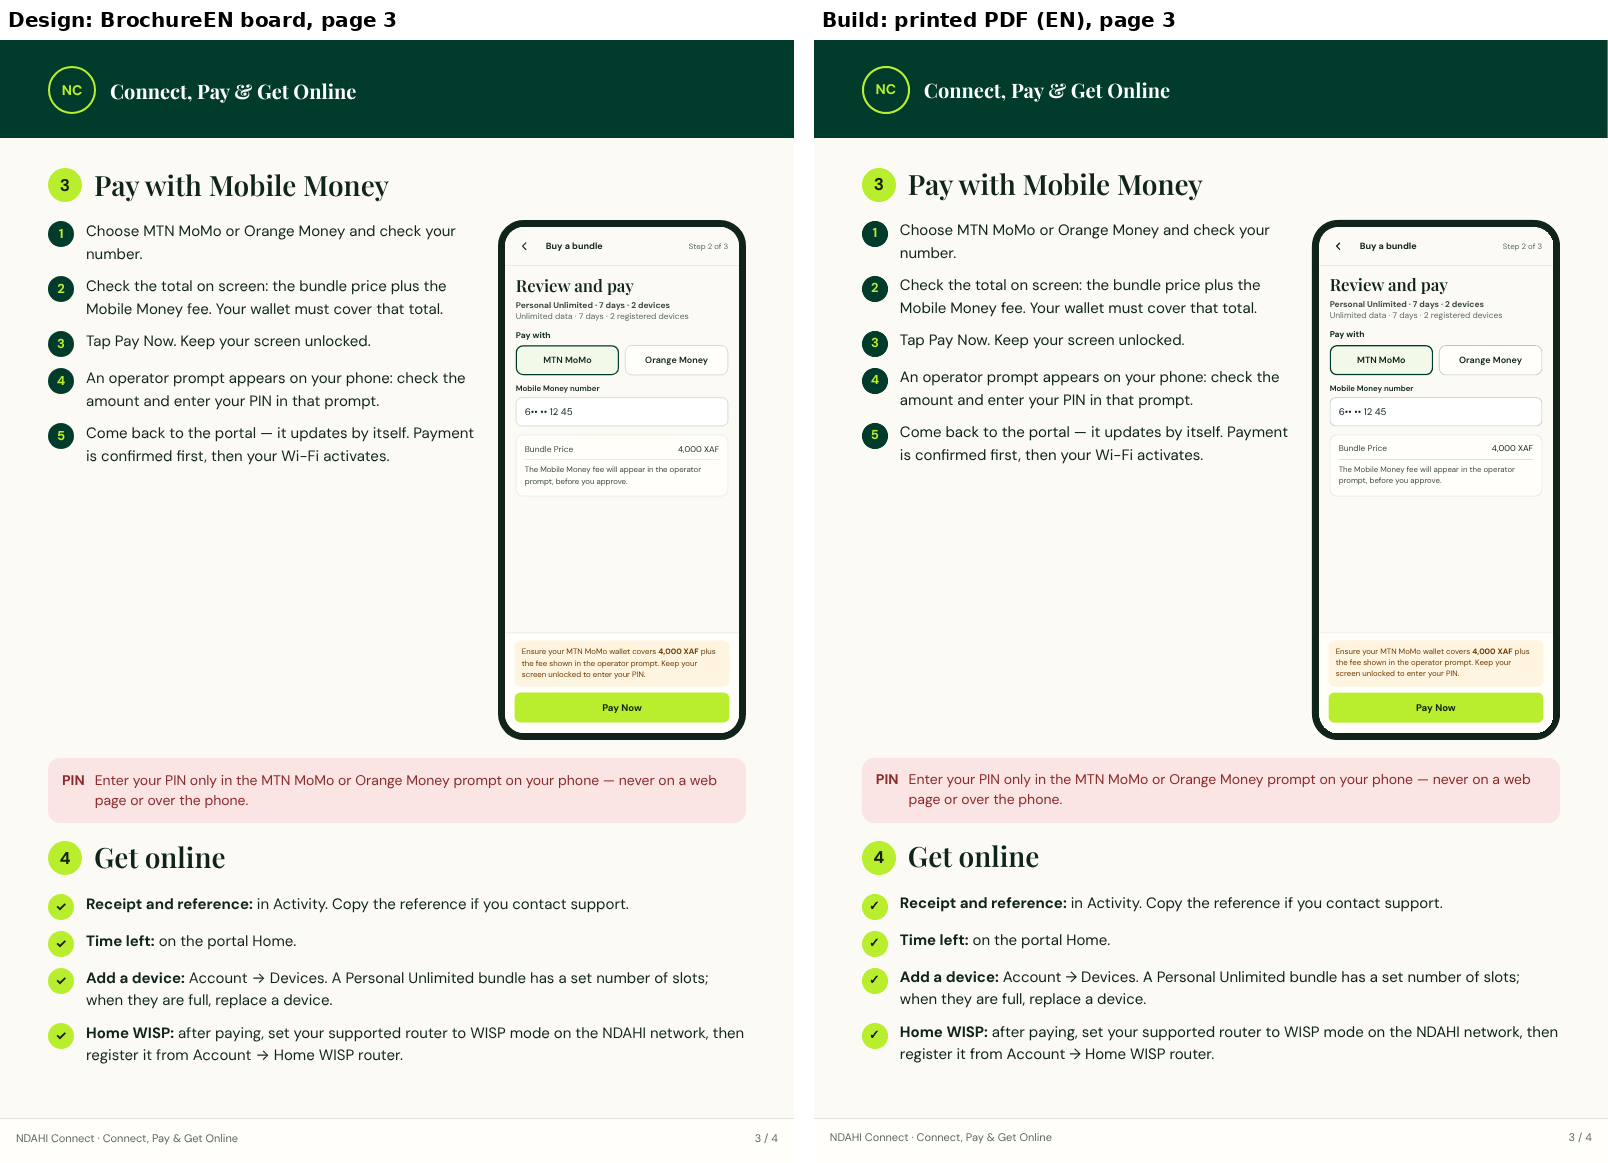 Design: BrochureEN board, page 3
NC
Connect, Pay & Get Online
3
Pay with Mobile Money
1
Choose MTN MoMo or Orange Money and check your
number.
2
Check the total on screen: the bundle price plus the
Mobile Money fee. Your wallet must cover that total.
3
Tap Pay Now. Keep your screen unlocked.
4
An operator prompt appears on your phone: check the
amount and enter your PIN in that prompt.
5
Come back to the portal — it updates by itself. Payment
is confirmed first, then your Wi-Fi activates.
Buy a bundle
Step 2 of 3
Review and pay
Personal Unlimited · 7 days · 2 devices
Unlimited data · 7 days · 2 registered devices
Pay with
MTN MoMo
Orange Money
Mobile Money number
6•• •• 12 45
Bundle Price
4,000 XAF
The Mobile Money fee will appear in the operator
prompt, before you approve.
Ensure your MTN MoMo wallet covers 4,000 XAF plus
the fee shown in the operator prompt. Keep your
screen unlocked to enter your PIN.
Pay Now
PIN Enter your PIN only in the MTN MoMo or Orange Money prompt on your phone — never on a web
page or over the phone.
4
Get online
✓ Receipt and reference: in Activity. Copy the reference if you contact support.
✓ Time left: on the portal Home.
✓ Add a device: Account → Devices. A Personal Unlimited bundle has a set number of slots;
when they are full, replace a device.
✓ Home WISP: after paying, set your supported router to WISP mode on the NDAHI network, then
register it from Account → Home WISP router.
NDAHI Connect · Connect, Pay & Get Online
3 / 4
Build: printed PDF (EN), page 3
NC
Connect, Pay & Get Online
3
Pay with Mobile Money
1
Choose MTN MoMo or Orange Money and check your
number.
2
Check the total on screen: the bundle price plus the
Mobile Money fee. Your wallet must cover that total.
3
Tap Pay Now. Keep your screen unlocked.
4
An operator prompt appears on your phone: check the
amount and enter your PIN in that prompt.
5
Come back to the portal — it updates by itself. Payment
is confirmed first, then your Wi-Fi activates.
Buy a bundle
Step 2 of 3
Review and pay
Personal Unlimited · 7 days · 2 devices
Unlimited data · 7 days · 2 registered devices
Pay with
MTN MoMo
Orange Money
Mobile Money number
6•• •• 12 45
Bundle Price
4,000 XAF
The Mobile Money fee will appear in the operator
prompt, before you approve.
Ensure your MTN MoMo wallet covers 4,000 XAF plus
the fee shown in the operator prompt. Keep your
screen unlocked to enter your PIN.
Pay Now
PIN Enter your PIN only in the MTN MoMo or Orange Money prompt on your phone — never on a web
page or over the phone.
4
Get online
✓ Receipt and reference: in Activity. Copy the reference if you contact support.
✓ Time left: on the portal Home.
✓ Add a device: Account → Devices. A Personal Unlimited bundle has a set number of slots;
when they are full, replace a device.
✓ Home WISP: after paying, set your supported router to WISP mode on the NDAHI network, then
register it from Account → Home WISP router.
NDAHI Connect · Connect, Pay & Get Online
3 / 4